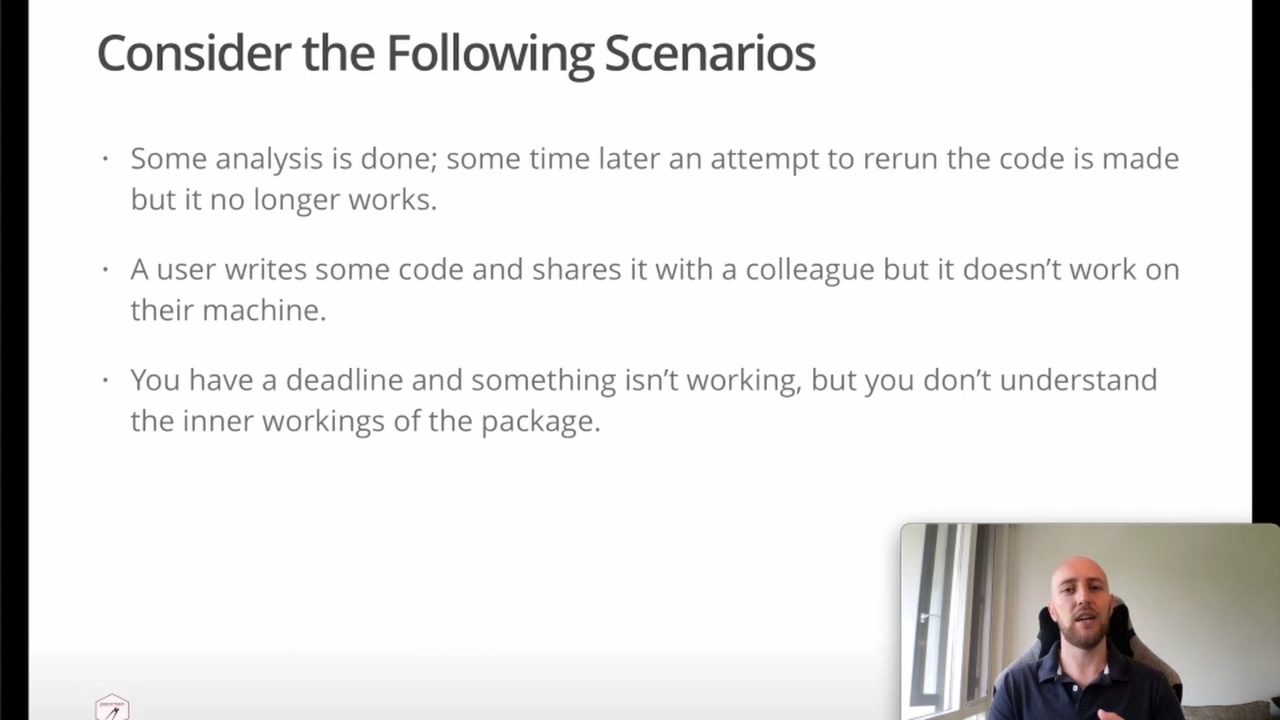 Consider the Following Scenarios
· Some analysis is done; some time later an attempt to rerun the code is made
but it no longer works.
· A user writes some code and shares it with a colleague but it doesn’t work on
their machine.
· You have a deadline and something isn’t working, but you don’t understand
the inner workings of the package.